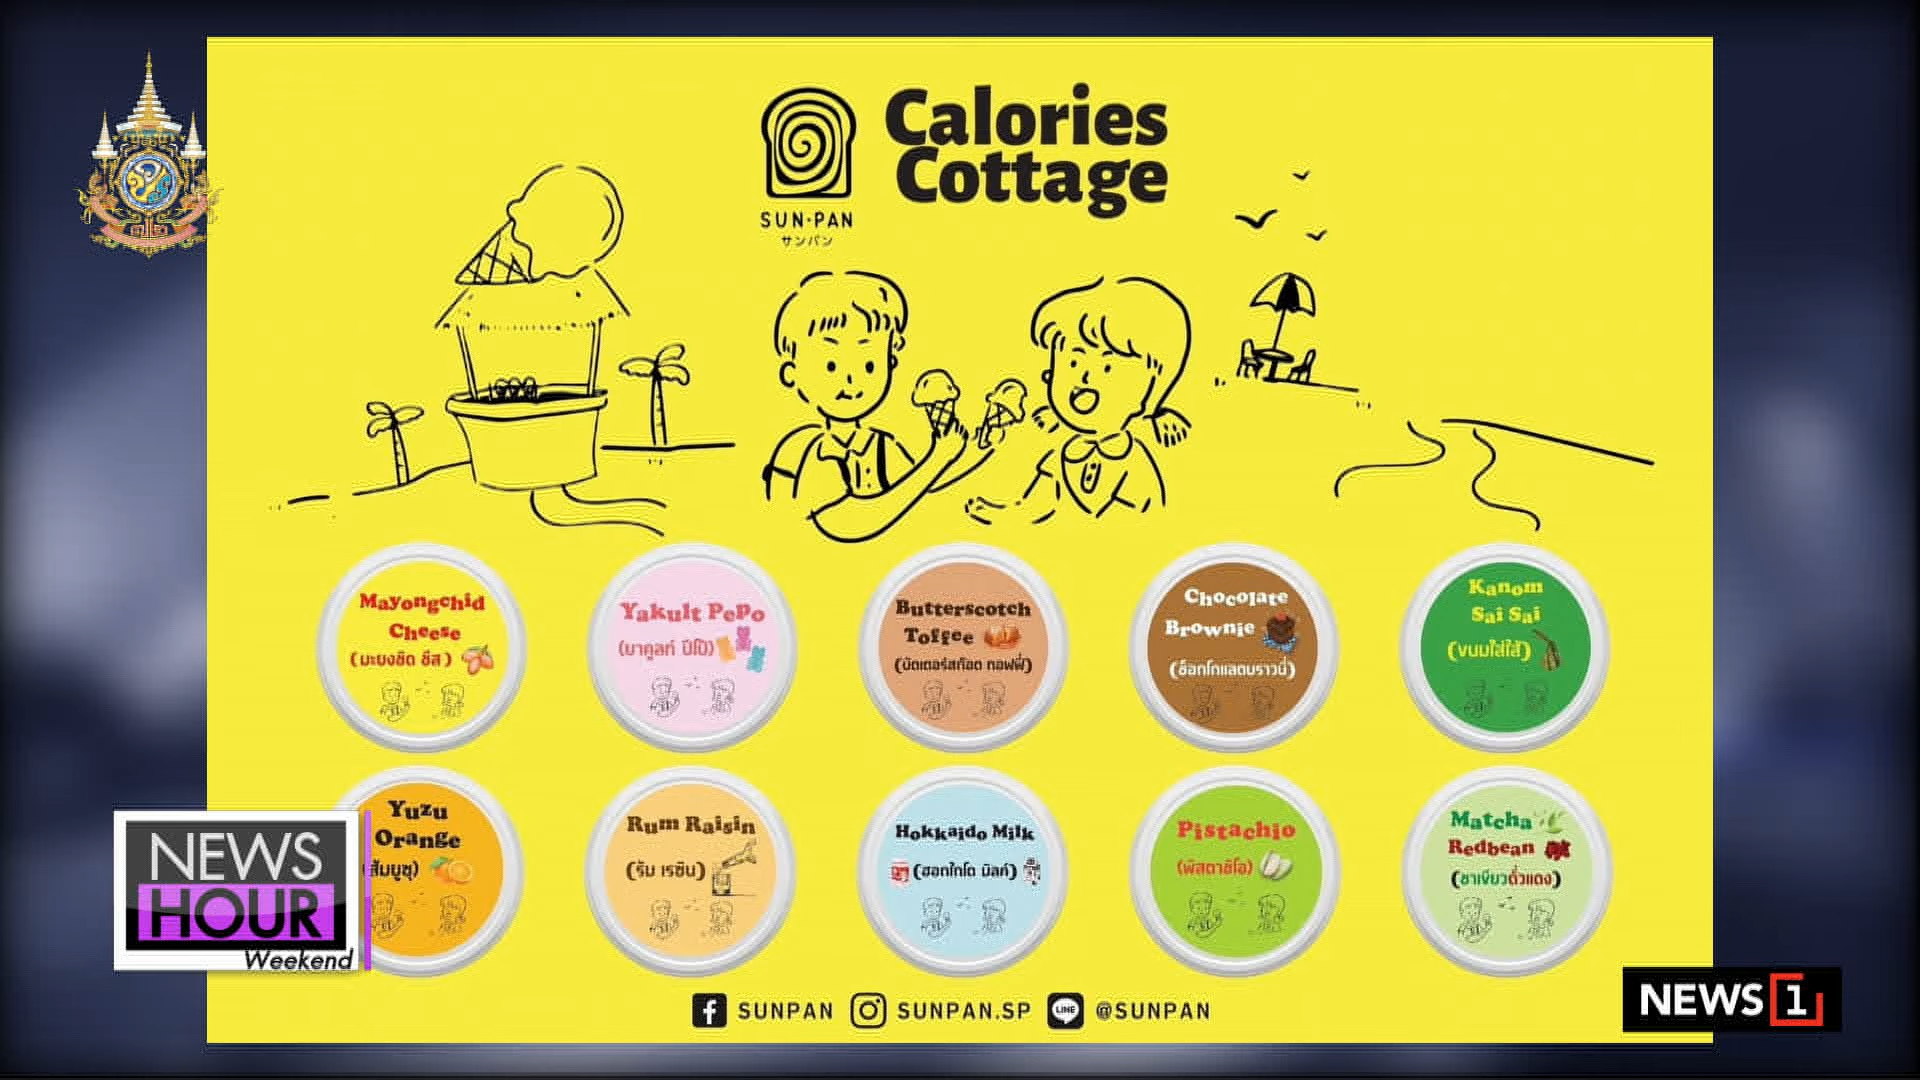 Calories
Cottage
SUN·PAN
サンパン
Mayongchid
Cheese
(มะยงชิด ชีส)
Yakult PePo
(ยาคูลท์ ปีโป้)
Butterscotch
Toffee
(บัตเตอร์สก๊อต ทอฟฟี่)
Chocolate
Brownie
(ช็อกโกแลตบราวนี่)
Kanom
Sai Sai
(ขนมใส่ไส้)
Yuzu
Orange
(ส้มยูซุ)
Rum Raisin
(รัม เรซิน)
Hokkaido Milk
(ฮอกไกโด มิลค์)
Pistachio
(พิสตาชิโอ)
Matcha
Redbean
(ชาเขียวถั่วแดง)
NEWS
HOUR
Weekend
SUNPAN
SUNPAN.SP
LINE
@SUNPAN
NEWS 1